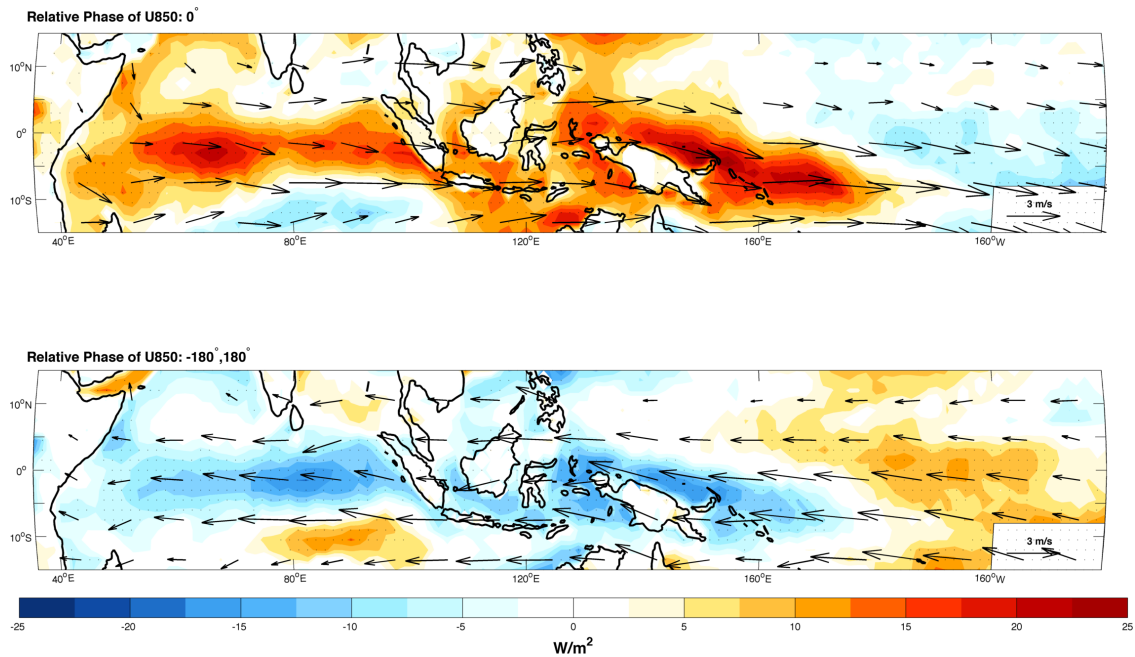 Relative Phase of U850: 0°
10°N
0°
10°S
3 m/s
40°E
80°E
120°E
160°E
160°W
Relative Phase of U850: -180°,180°
10°N
0°
10°S
3 m/s
40°E
80°E
120°E
160°E
160°W
-25 -20 -15 -10 -5 0 5 10 15 20 25
W/m²